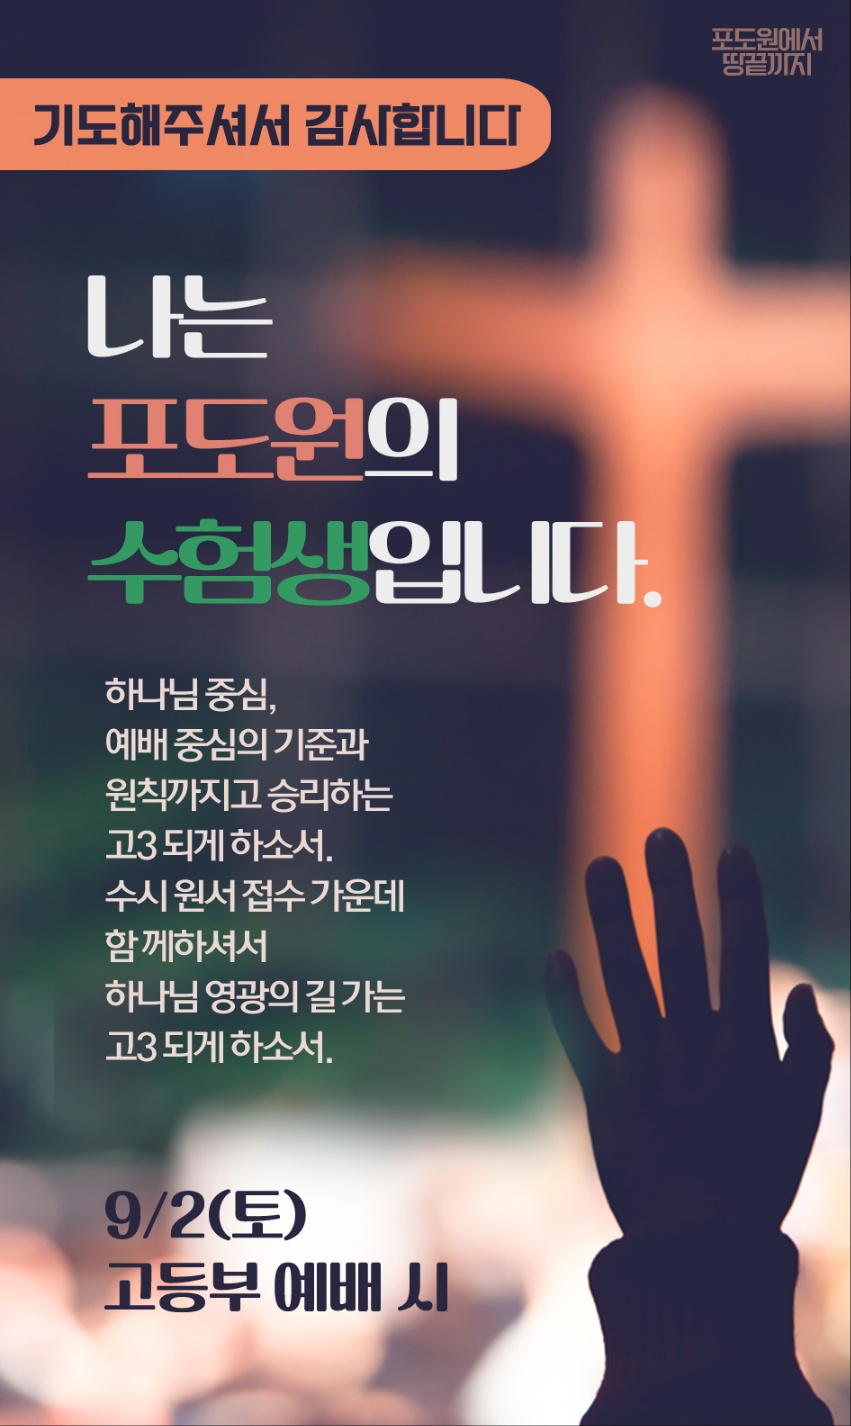 포도원에서
땅끝까지
기도해주셔서 감사합니다
나는
포도원의
수험생입니다.
하나님 중심,
예배 중심의 기준과
원칙까지고 승리하는
고3 되게 하소서.
수시 원서 접수 가운데
함 께하셔서
하나님 영광의 길 가는
고3 되게 하소서.
9/2(토)
고등부 예배 시